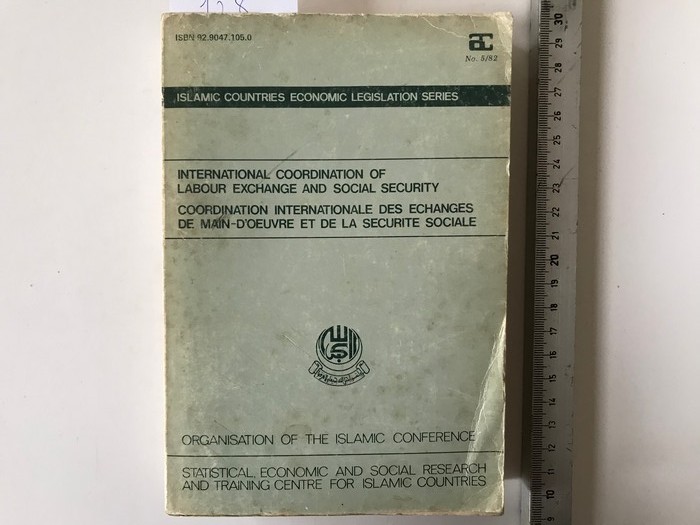 128
ISBN 92.9047.105.0
No. 5/82
ISLAMIC COUNTRIES ECONOMIC LEGISLATION SERIES
INTERNATIONAL COORDINATION OF
LABOUR EXCHANGE AND SOCIAL SECURITY
COORDINATION INTERNATIONALE DES ECHANGES
DE MAIN-D'OEUVRE ET DE LA SECURITE SOCIALE
ORGANISATION OF THE ISLAMIC CONFERENCE
STATISTICAL, ECONOMIC AND SOCIAL RESEARCH
AND TRAINING CENTRE FOR ISLAMIC COUNTRIES
30
29
28
27
26
25
24
23
22
21
20
19
18
17
16
15
14
13
12
11
10
9